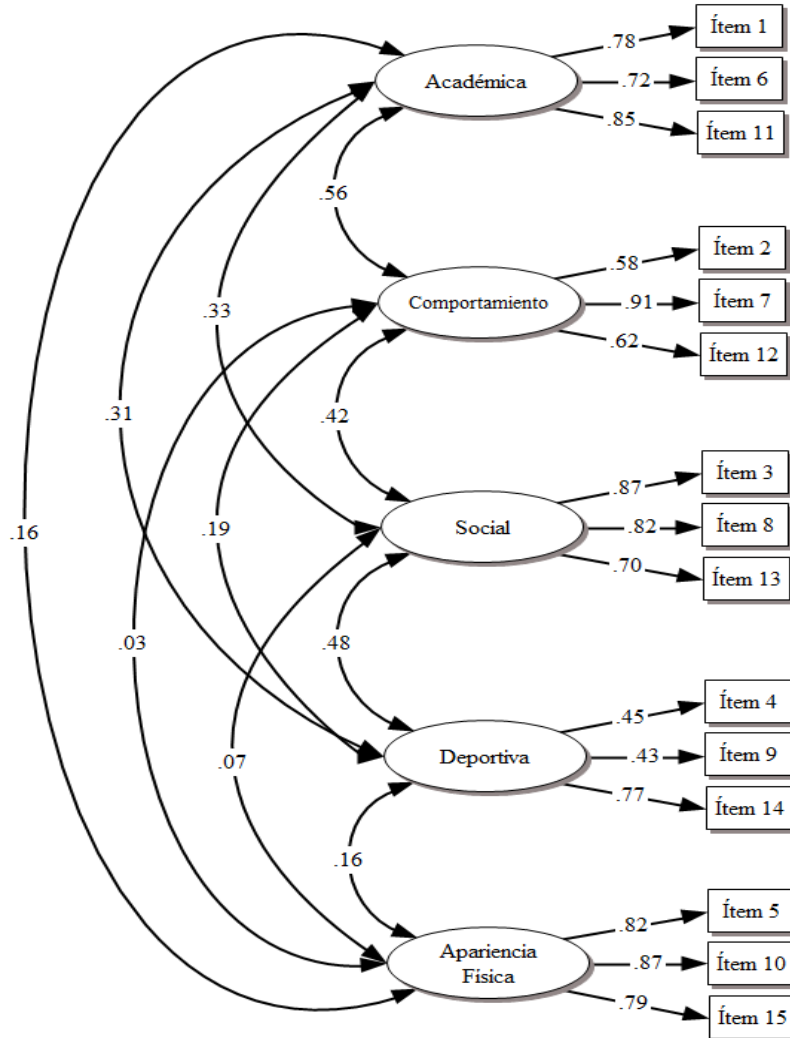 .78
Ítem 1
Académica
.72
Ítem 6
.85
Ítem 11
.56
.58
Ítem 2
Comportamiento
.91
Ítem 7
.33
.62
Ítem 12
.31
.42
.87
Ítem 3
.16
.19
Social
.82
Ítem 8
.70
Ítem 13
.03
.48
.45
Ítem 4
.07
Deportiva
.43
Ítem 9
.77
Ítem 14
.16
.82
Ítem 5
Apariencia
Física
.87
Ítem 10
.79
Ítem 15